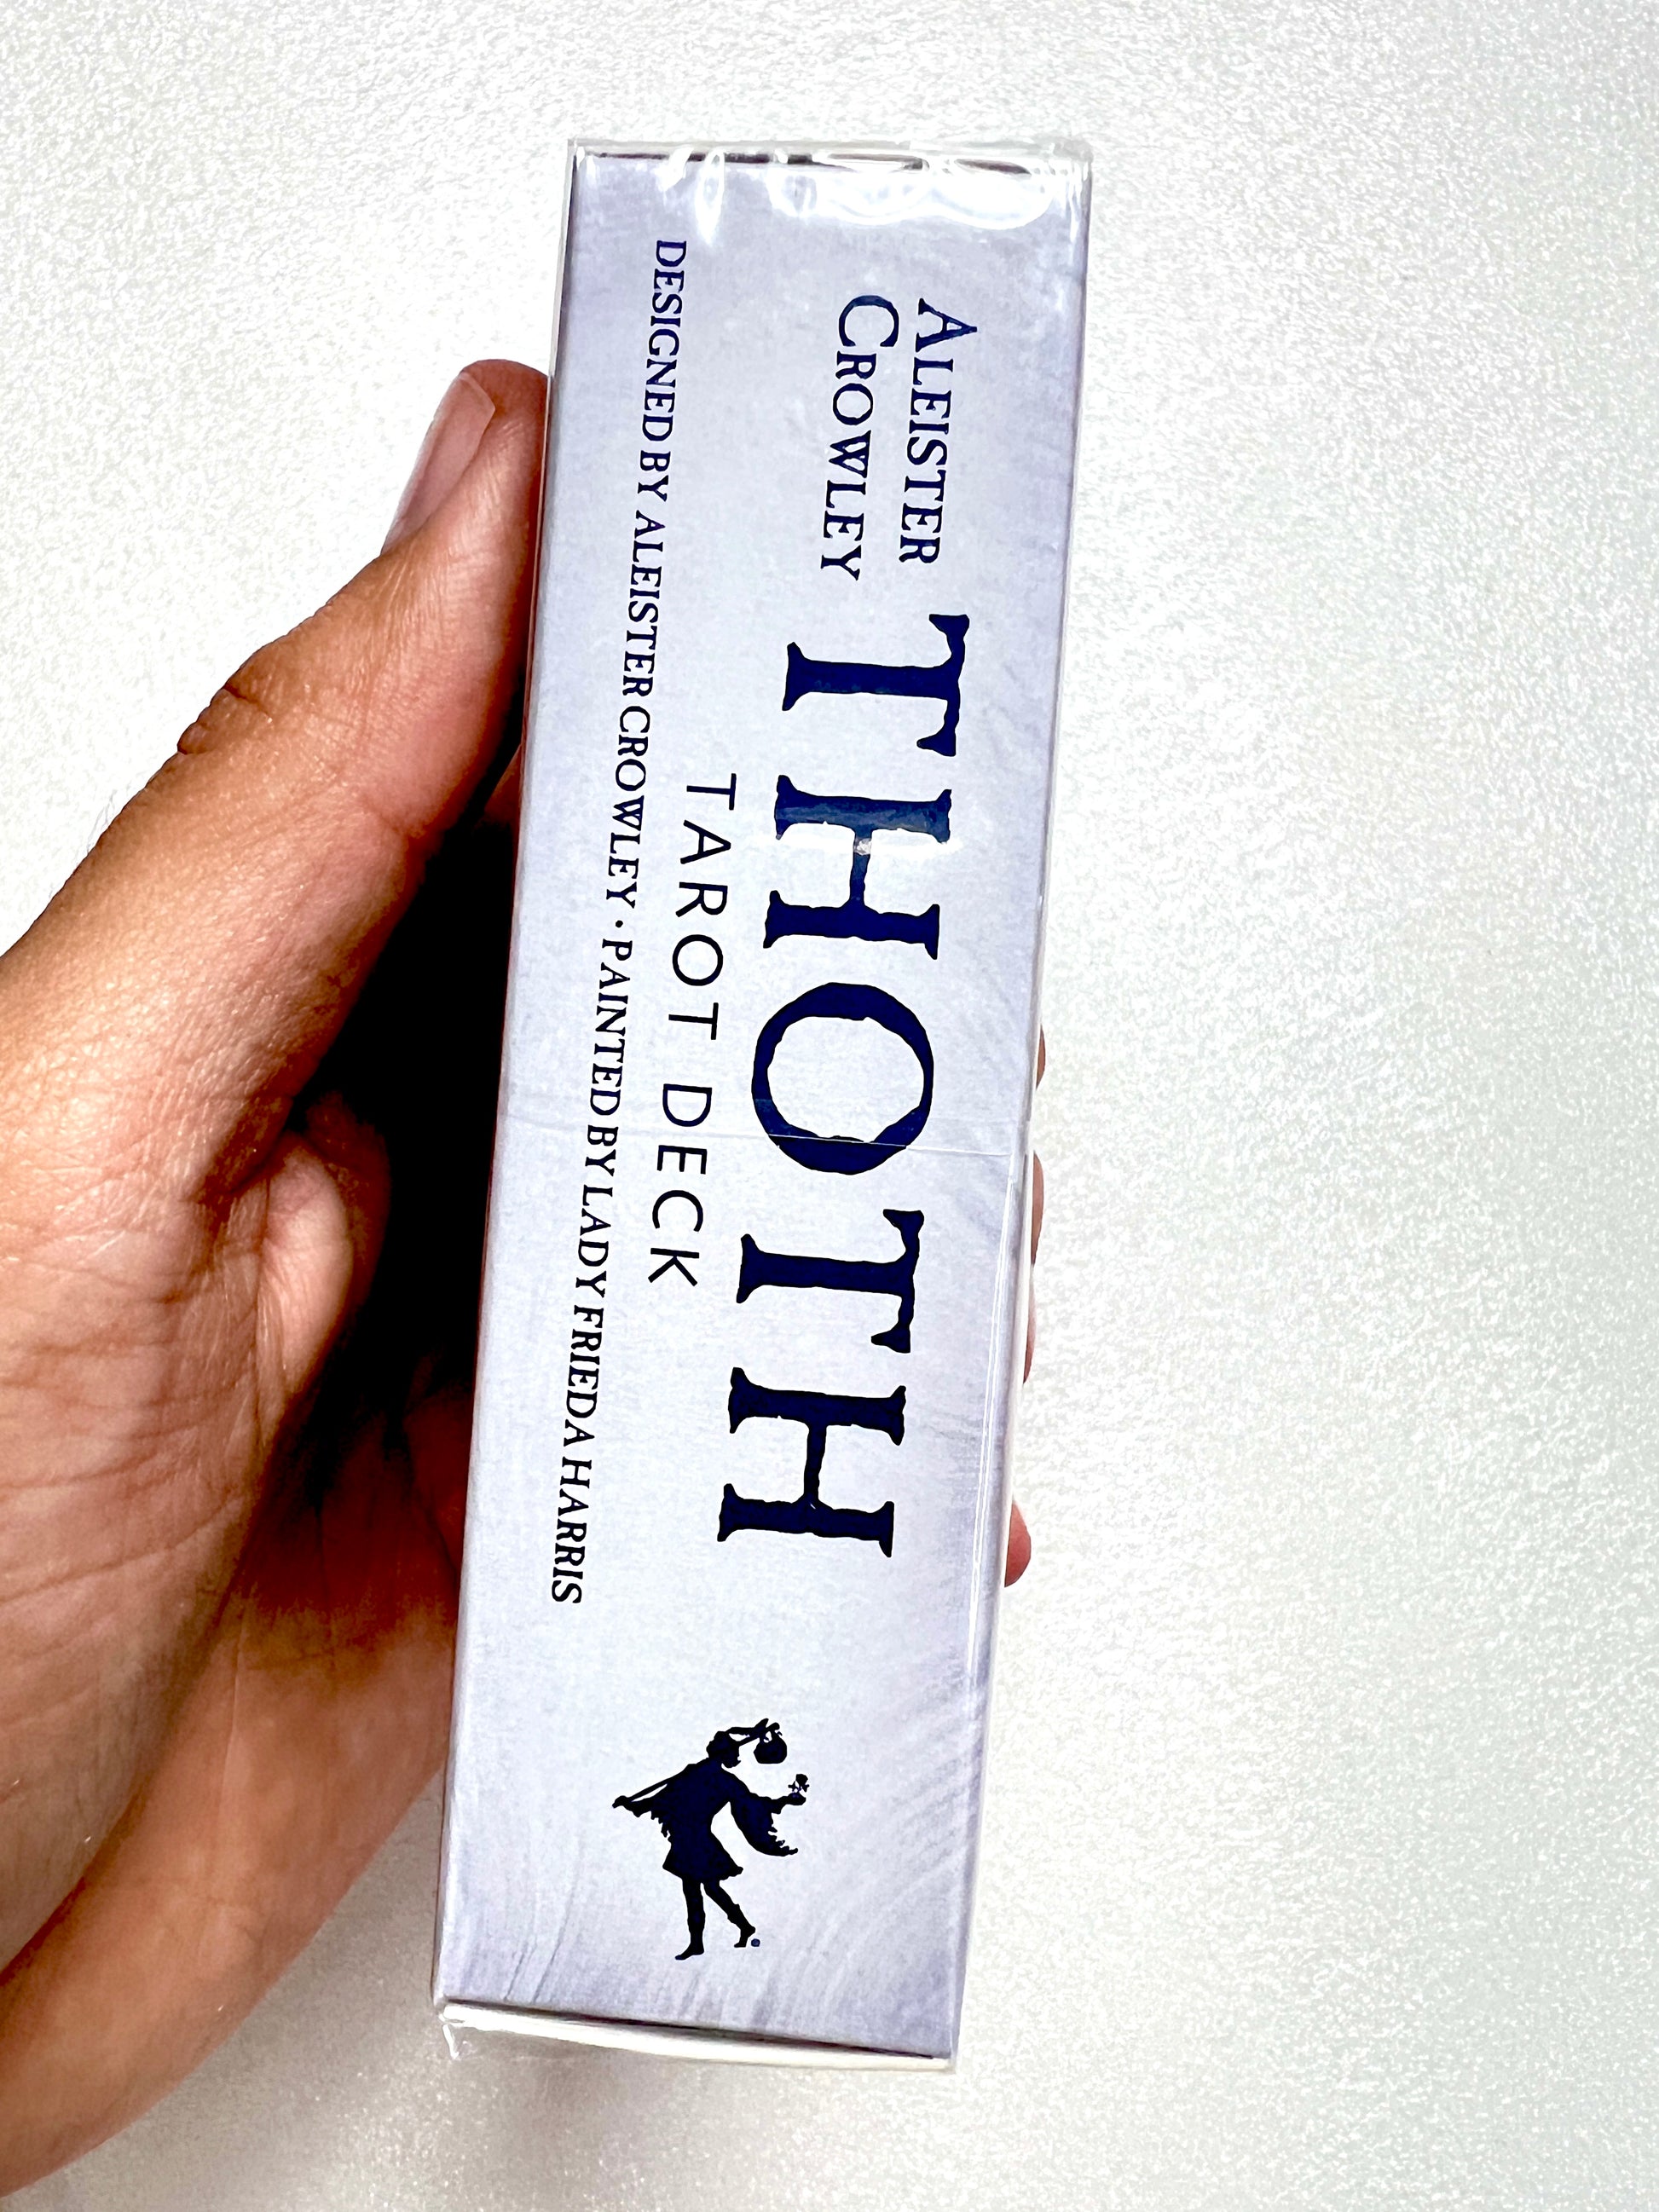 ALEISTER
CROWLEY
THOTH
TAROT DECK
DESIGNED BY ALEISTER CROWLEY · PAINTED BY LADY FRIEDA HARRIS